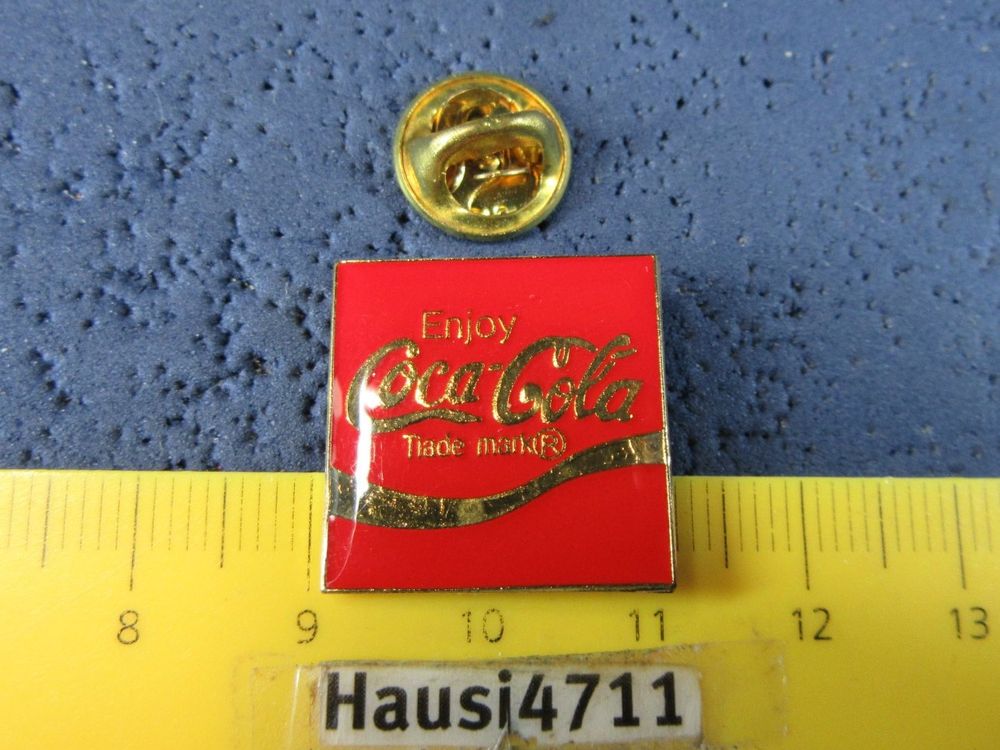 Enjoy
Coca-Cola
Trade mark®
8 9 10 11 12 13
Hausi4711